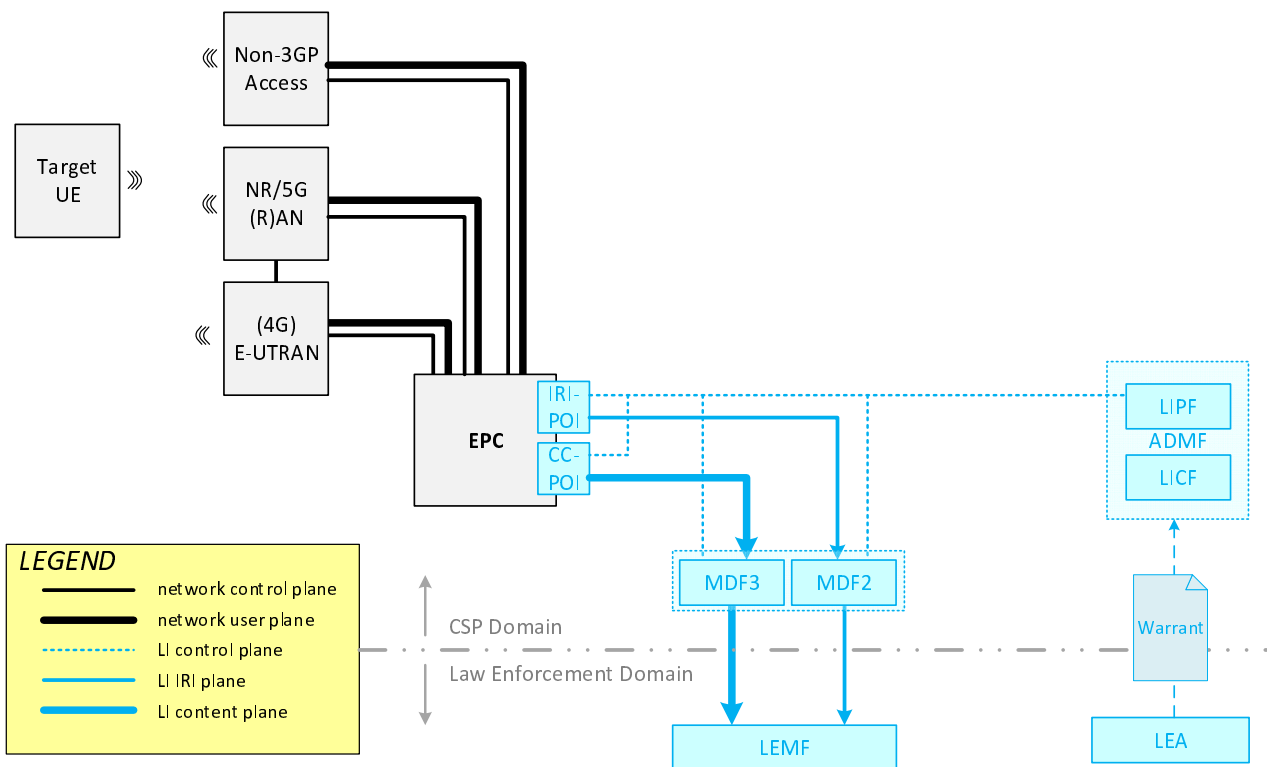 Non-3GP
Access
Target
UE
NR/5G
(R)AN
(4G)
E-UTRAN
EPC
IRI-
POI
CC-
POI
LIPF
ADMF
LICF
MDF3
MDF2
LEGEND
network control plane
network user plane
LI control plane
LI IRI plane
LI content plane
CSP Domain
Law Enforcement Domain
Warrant
LEMF
LEA